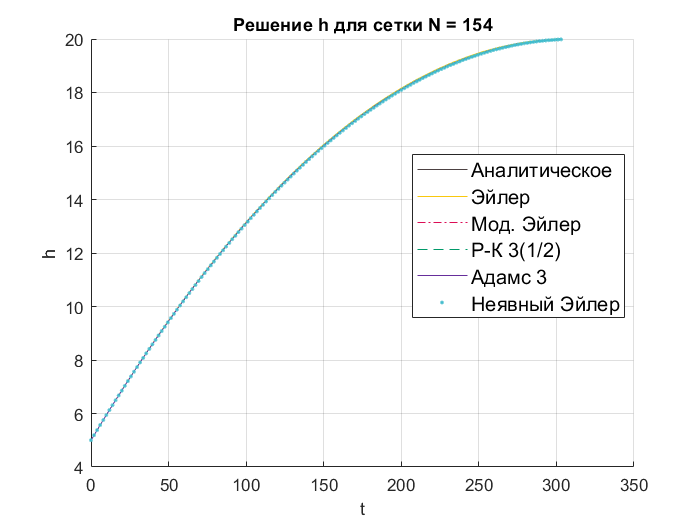 Решение h для сетки N = 154
20
18
16
14
12
10
8
6
4
h
Аналитическое
Эйлер
Мод. Эйлер
Р-К 3(1/2)
Адамс 3
Неявный Эйлер
0 50 100 150 200 250 300 350
t